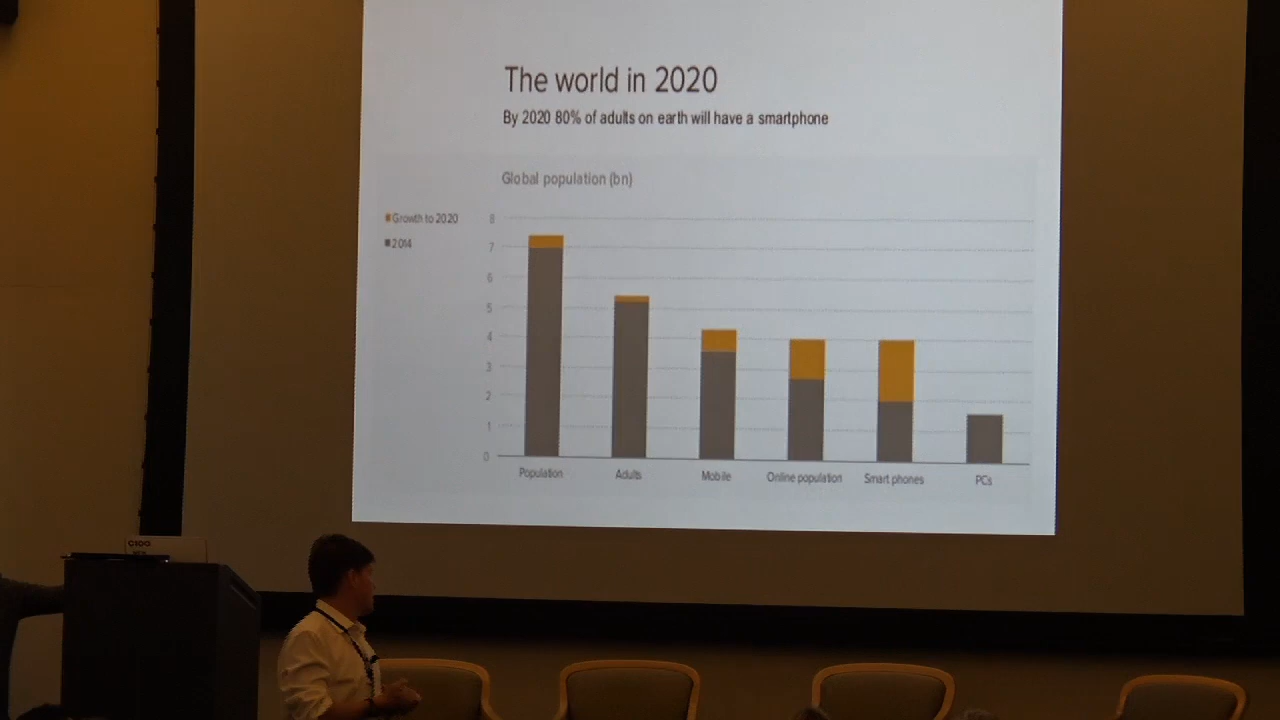 The world in 2020
By 2020 80% of adults on earth will have a smartphone
Global population (bn)
Growth to 2020
2014
8
7
6
5
4
3
2
1
0
Population
Adults
Mobile
Online population
Smart phones
PCs